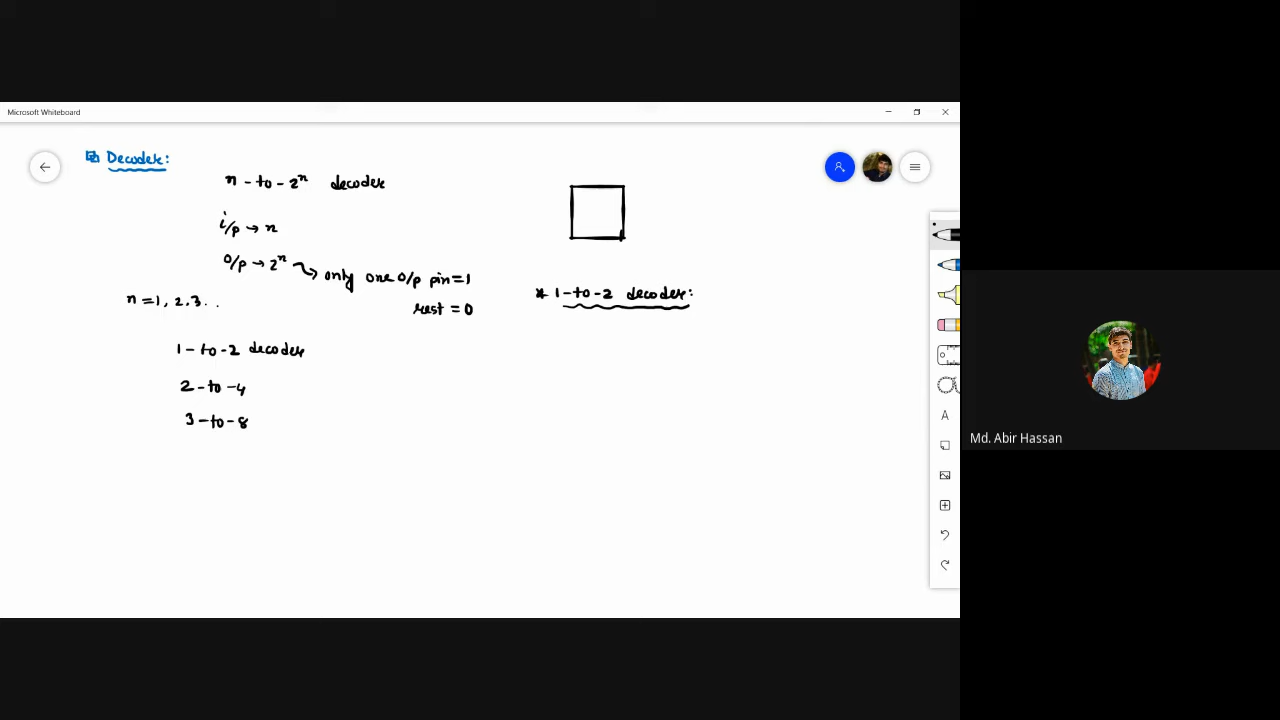 Microsoft Whiteboard
Decoder:
n-to-2ⁿ decoder
i/p → n
o/p → 2ⁿ → only one o/p pin = 1
rest = 0
n = 1, 2, 3 . .
1-to-2 decoder
2-to-4
3-to-8
* 1-to-2 decoder:
A
Md. Abir Hassan